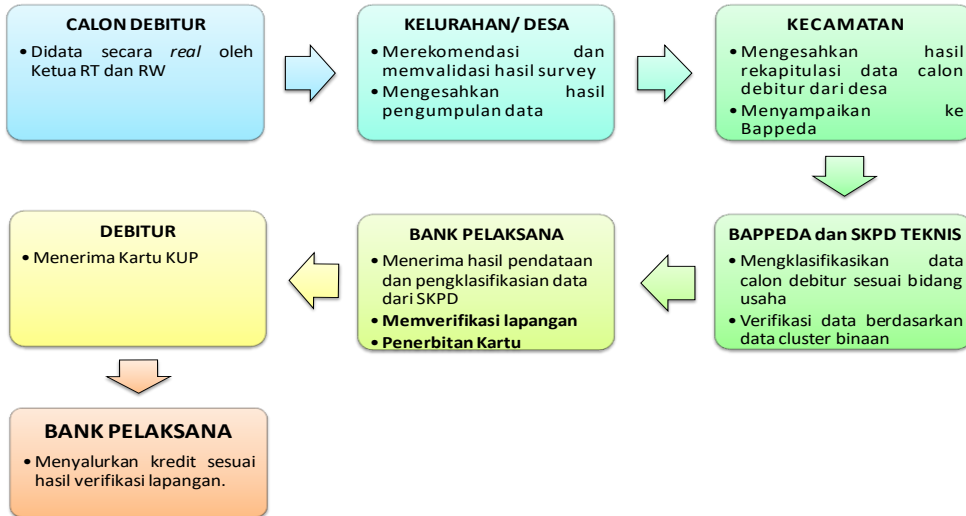 CALON DEBITUR
• Didata secara real oleh
Ketua RT dan RW
KELURAHAN/ DESA
• Merekomendasi dan
memvalidasi hasil survey
• Mengesahkan hasil
pengumpulan data
KECAMATAN
• Mengesahkan hasil
rekapitulasi data calon
debitur dari desa
• Menyampaikan ke
Bappeda
BAPPEDA dan SKPD TEKNIS
• Mengklasifikasikan data
calon debitur sesuai bidang
usaha
• Verifikasi data berdasarkan
data cluster binaan
BANK PELAKSANA
• Menerima hasil pendataan
dan pengklasifikasian data
dari SKPD
• Memverifikasi lapangan
• Penerbitan Kartu
DEBITUR
• Menerima Kartu KUP
BANK PELAKSANA
• Menyalurkan kredit sesuai
hasil verifikasi lapangan.